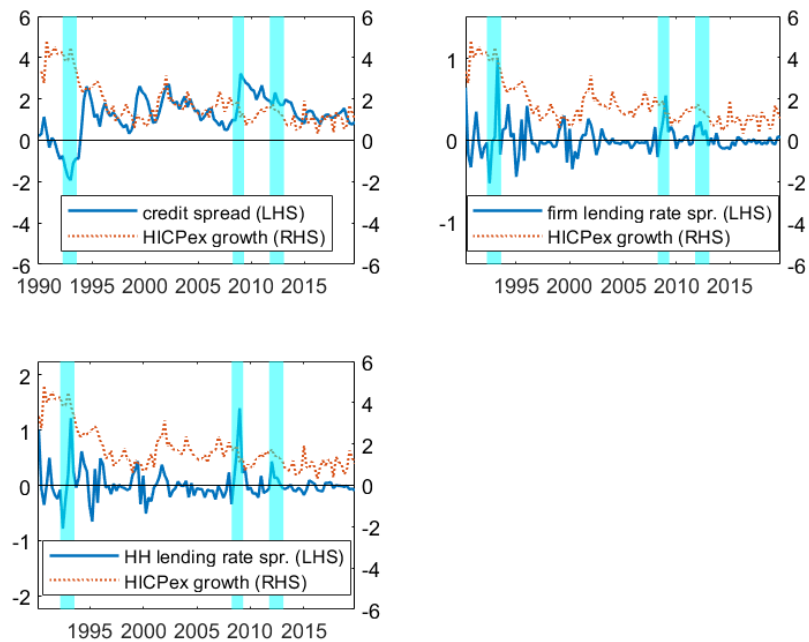 6 6 1
4 4
2 2
0 0
-2 -2
-4 -4
-6 -6
credit spread (LHS)
HICPex growth (RHS)
1990 1995 2000 2005 2010 2015
6
4
1
2
0 0
-2
-1
-4
-6
firm lending rate spr. (LHS)
HICPex growth (RHS)
1995 2000 2005 2010 2015
6
2
4
1
2
0 0
-2
-1
-4
-2
-6
HH lending rate spr. (LHS)
HICPex growth (RHS)
1995 2000 2005 2010 2015